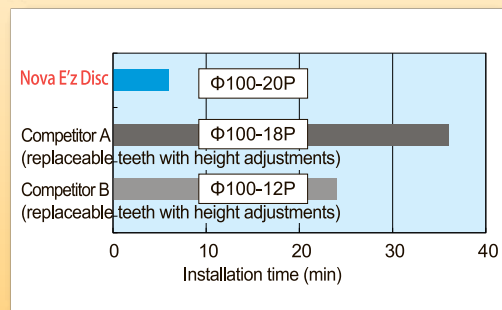 Nova E'z Disc
Φ100-20P
Competitor A
Φ100-18P
(replaceable teeth with height adjustments)
Competitor B
Φ100-12P
(replaceable teeth with height adjustments)
0 10 20 30 40
Installation time (min)